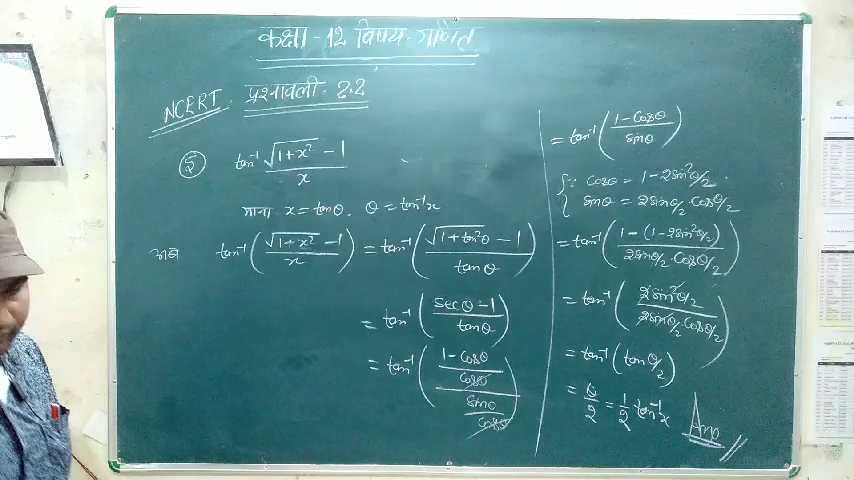 कक्षा - 12 विषय - गणित
NCERT प्रश्नावली - 2.2
⑤ tan⁻¹ (√(1+x²) - 1)/x
माना x = tanθ. θ = tan⁻¹x
अब tan⁻¹((√(1+x²) - 1)/x) = tan⁻¹((√(1+tan²θ) - 1)/tanθ)
= tan⁻¹((secθ - 1)/tanθ)
= tan⁻¹(((1-cosθ)/cosθ)/(sinθ/cosθ))
= tan⁻¹((1-cosθ)/sinθ)
{∵ cosθ = 1 - 2sin²θ/2
sinθ = 2sinθ/2 · cosθ/2
= tan⁻¹((1-(1-2sin²θ/2))/(2sinθ/2 · cosθ/2))
= tan⁻¹((2sin²θ/2)/(2sinθ/2 · cosθ/2))
= tan⁻¹(tanθ/2)
= θ/2 = 1/2 tan⁻¹x Ans